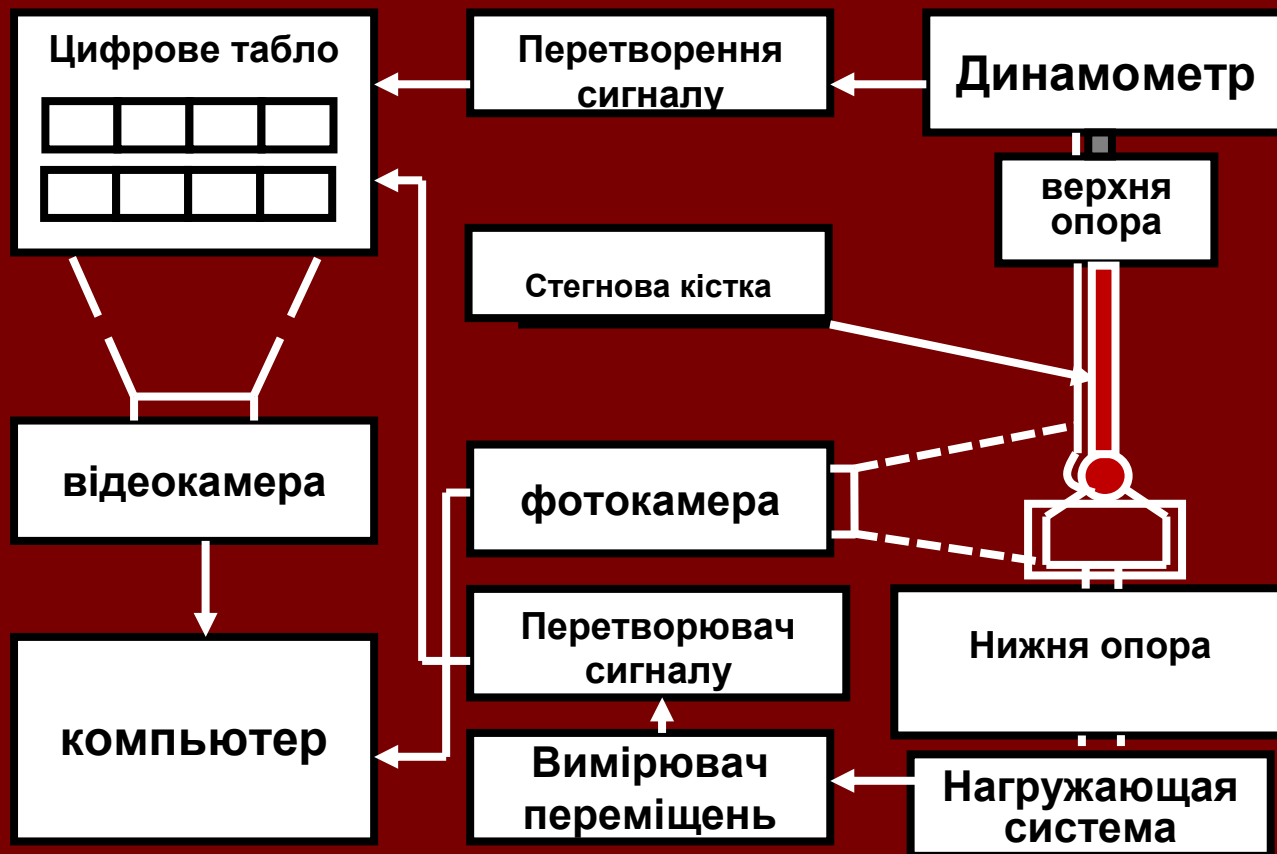 Цифрове табло
Перетворення
сигналу
Динамометр
верхня
опора
Стегнова кістка
відеокамера
фотокамера
Перетворювач
сигналу
Нижня опора
компьютер
Вимірювач
переміщень
Нагружающая
система